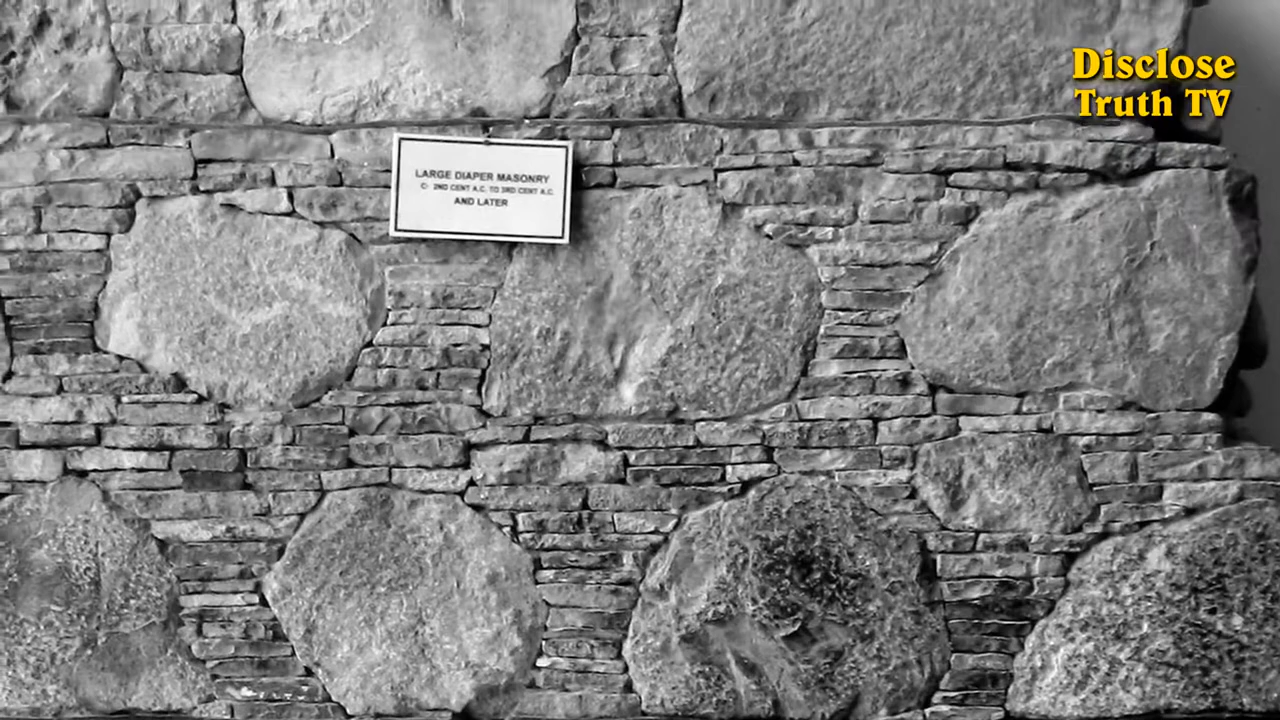 Disclose
Truth TV
LARGE DIAPER MASONRY
C: 2ND CENT A.C. TO 3RD CENT A.C.
AND LATER